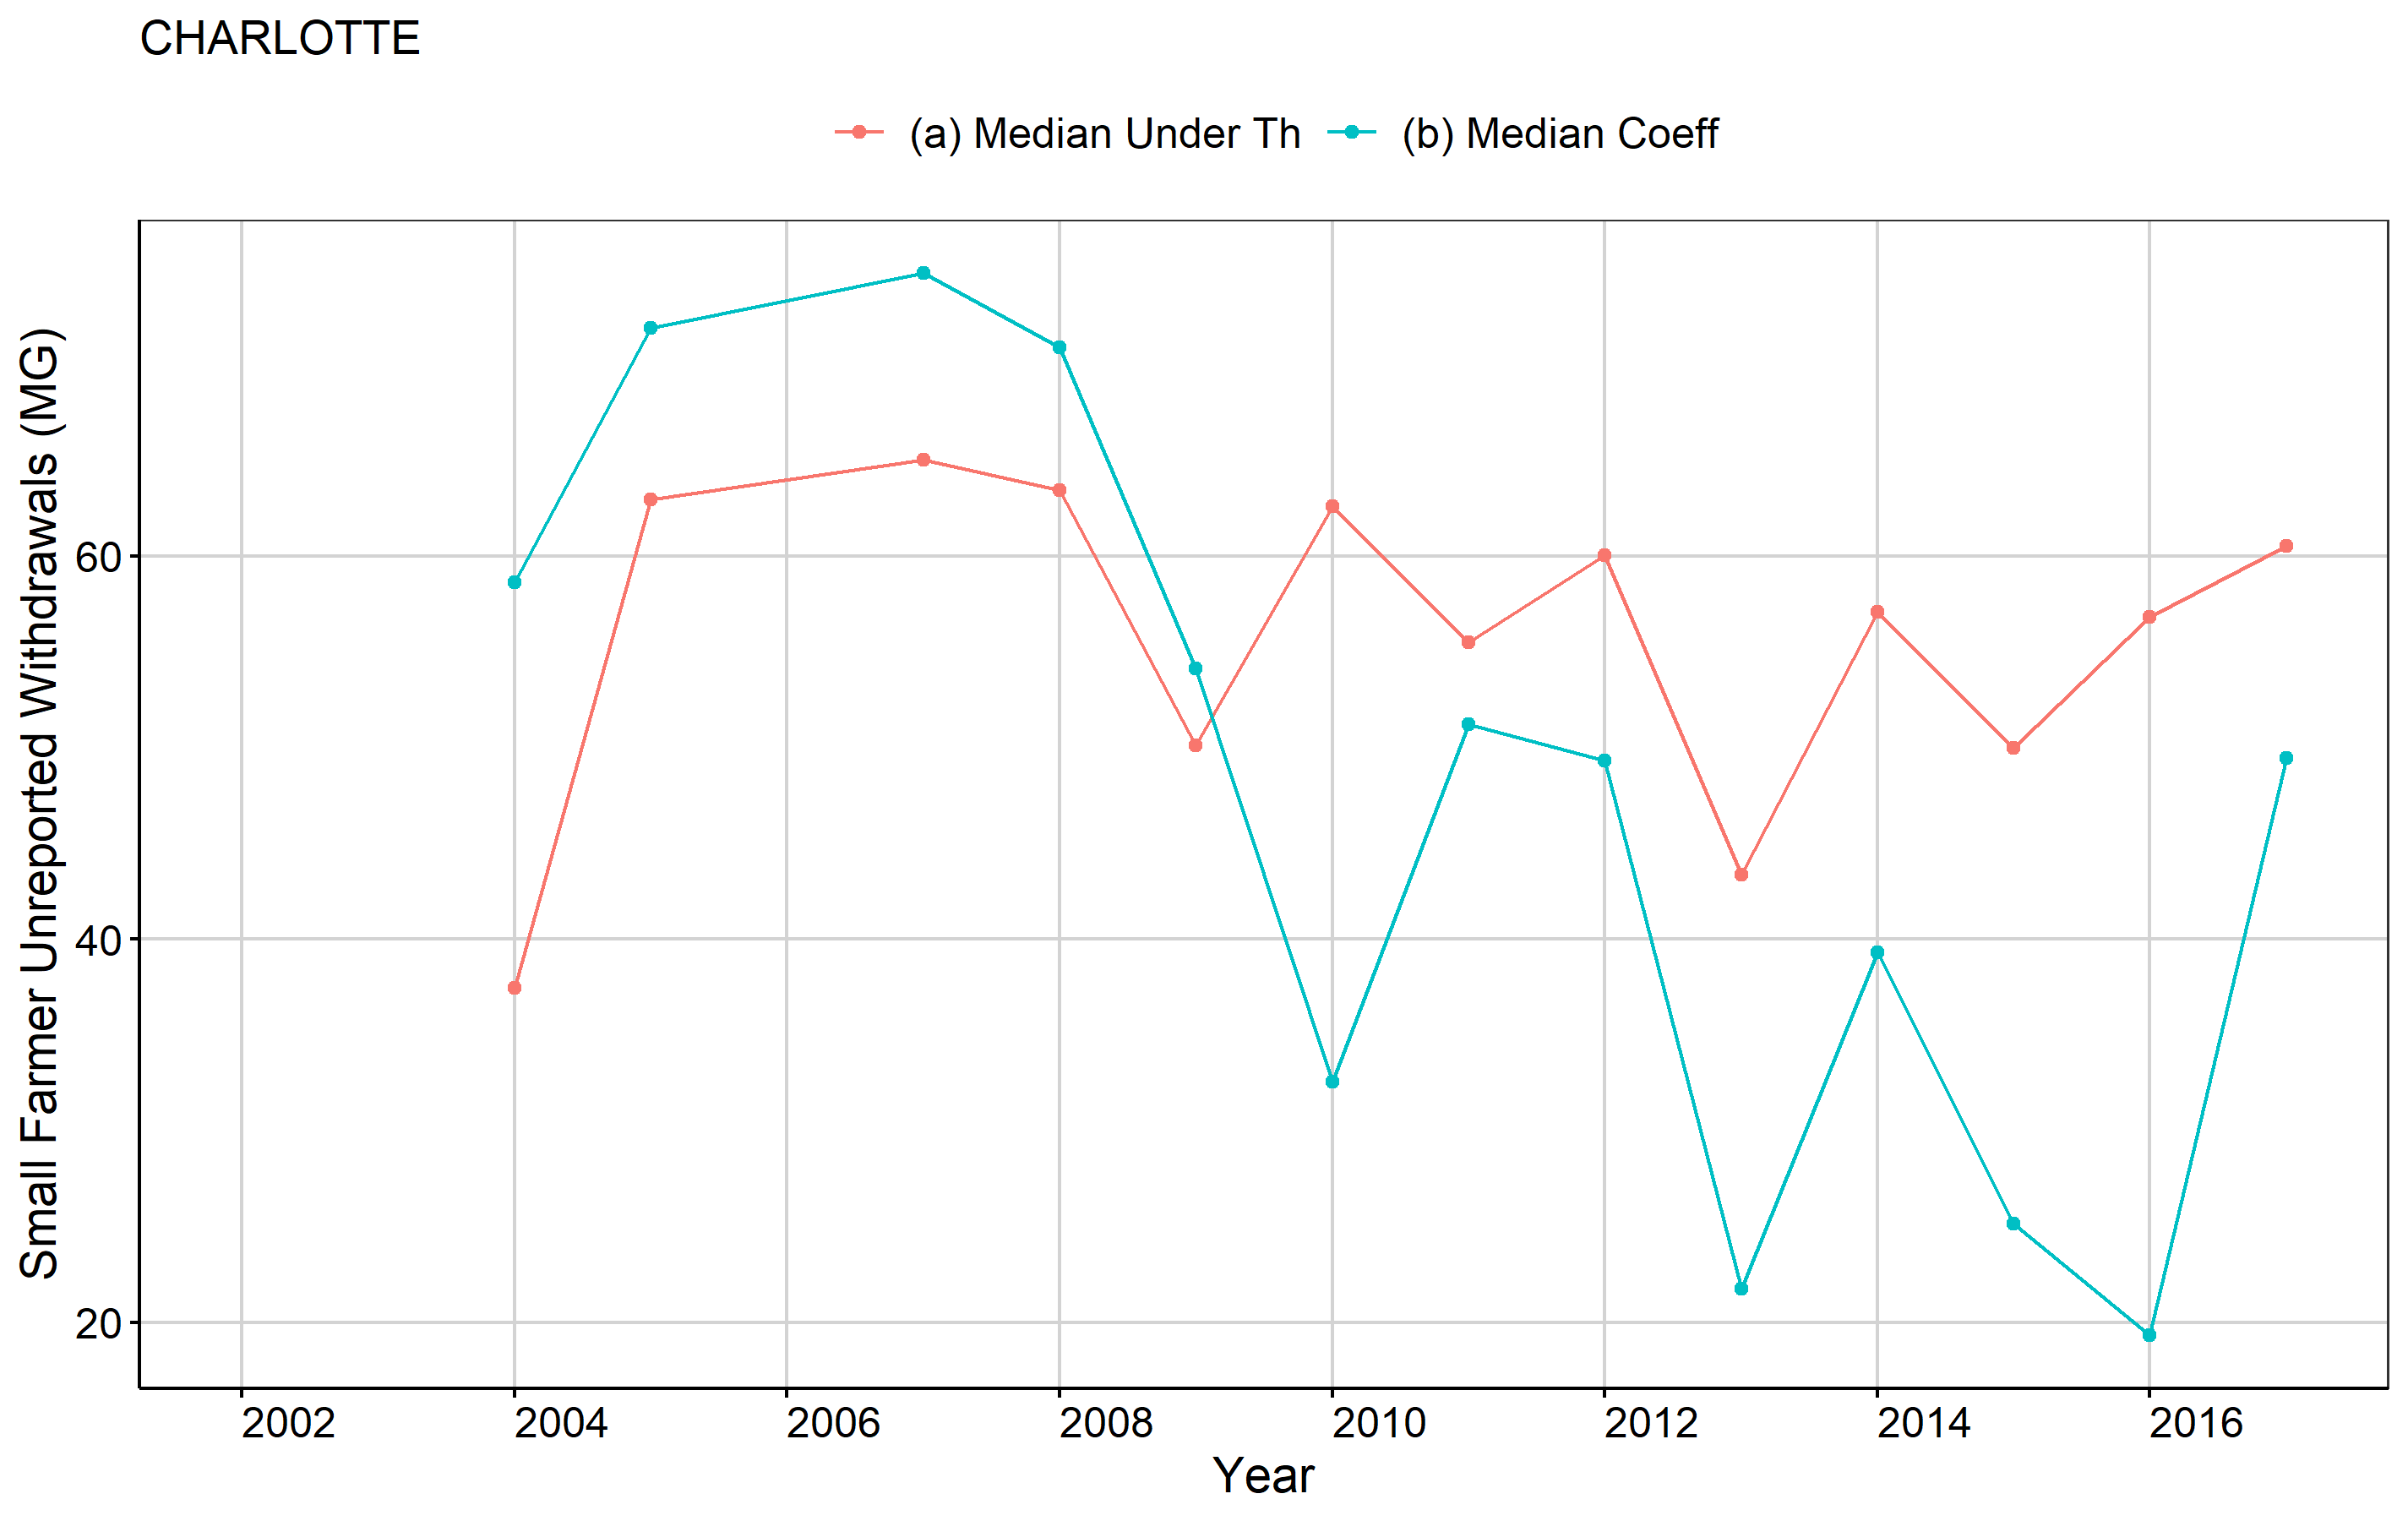 CHARLOTTE
(a) Median Under Th (b) Median Coeff
Small Farmer Unreported Withdrawals (MG)
60
40
20
2002 2004 2006 2008 2010 2012 2014 2016
Year